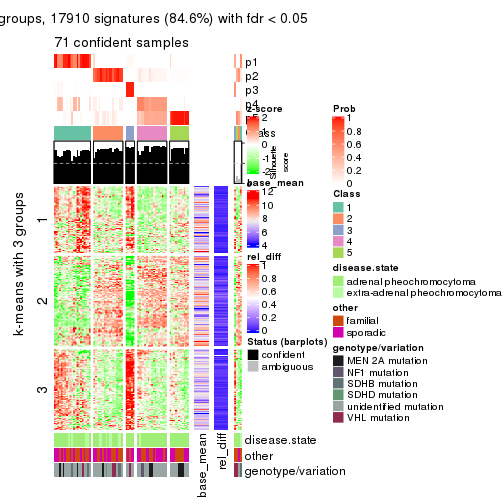 groups, 17910 signatures (84.6%) with fdr < 0.05
71 confident samples
p1
p2
p3
p4
p5
Class
Silhouette score
k-means with 3 groups
1
2
3
base_mean
rel_diff
disease.state
other
genotype/variation
z-score
2
1
0
-1
-2
base_mean
12
10
8
6
4
rel_diff
1
0.8
0.6
0.4
0.2
0
Status (barplots)
confident
ambiguous
Prob
1
0.8
0.6
0.4
0.2
0
Class
1
2
3
4
5
disease.state
adrenal pheochromocytoma
extra-adrenal pheochromocytoma
other
familial
sporadic
genotype/variation
MEN 2A mutation
NF1 mutation
SDHB mutation
SDHD mutation
unidentified mutation
VHL mutation